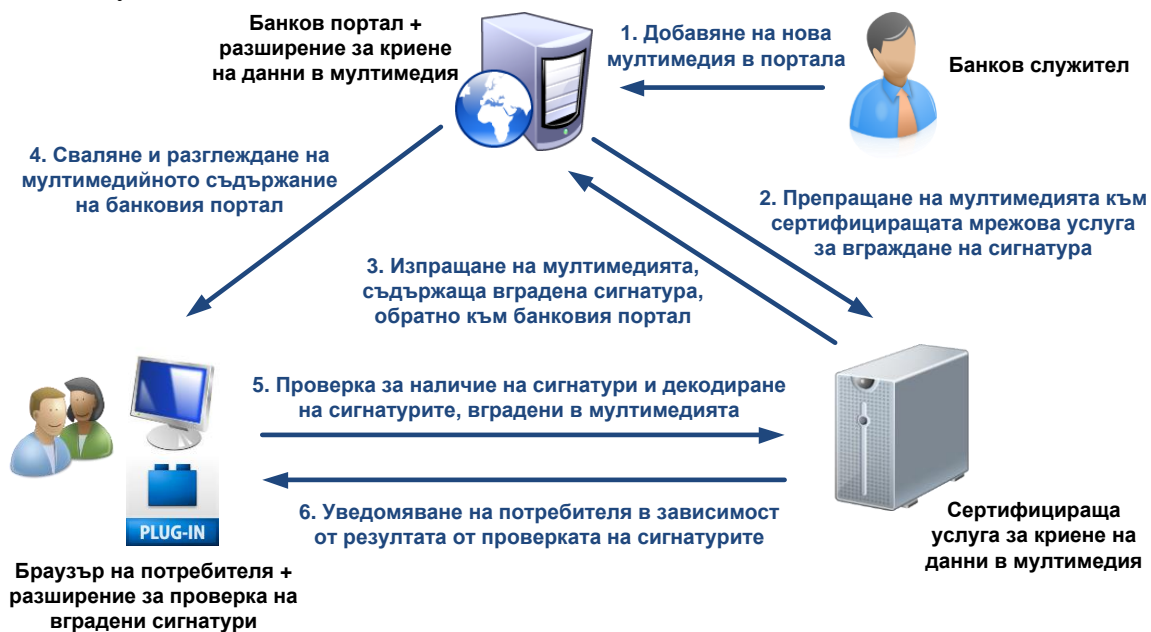 Банков портал +
разширение за криене
на данни в мултимедия
1. Добавяне на нова
мултимедия в портала
Банков служител
4. Сваляне и разглеждане на
мултимедийното съдържание
на банковия портал
2. Препращане на мултимедията към
сертифициращата мрежова услуга
за вграждане на сигнатура
3. Изпращане на мултимедията,
съдържаща вградена сигнатура,
обратно към банковия портал
5. Проверка за наличие на сигнатури и декодиране
на сигнатурите, вградени в мултимедията
6. Уведомяване на потребителя в зависимост
от резултата от проверката на сигнатурите
PLUG-IN
Браузър на потребителя +
разширение за проверка на
вградени сигнатури
Сертифицираща
услуга за криене на
данни в мултимедия